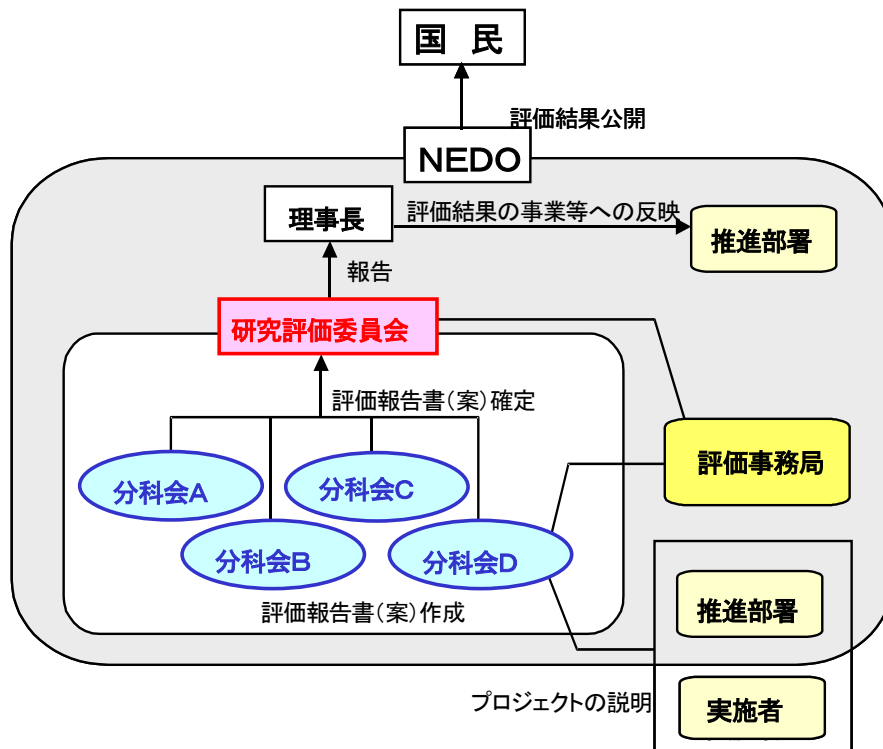 国 民
評価結果公開
NEDO
理事長
評価結果の事業等への反映
推進部署
報告
研究評価委員会
評価報告書(案)確定
評価事務局
分科会A
分科会C
分科会B
分科会D
推進部署
評価報告書(案)作成
プロジェクトの説明
実施者